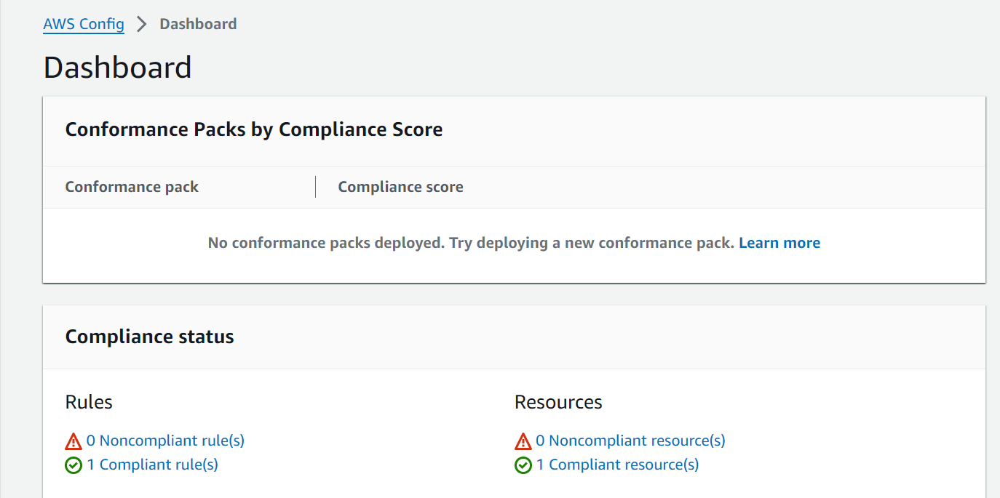 AWS Config > Dashboard
Dashboard
Conformance Packs by Compliance Score
Conformance pack Compliance score
No conformance packs deployed. Try deploying a new conformance pack. Learn more
Compliance status
Rules Resources
0 Noncompliant rule(s) 0 Noncompliant resource(s)
1 Compliant rule(s) 1 Compliant resource(s)